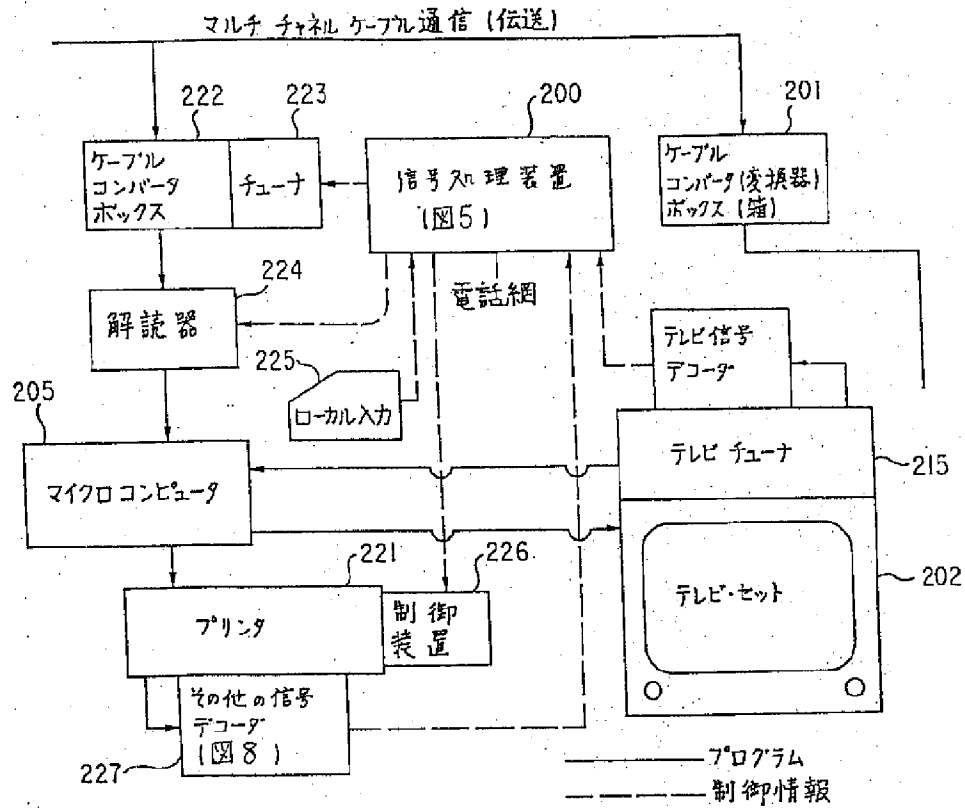 マルチ チャネル ケーブル通信(伝送)
222
223
200
201
ケーブル
コンバータ
ボックス
チューナ
信号処理装置
(図5)
ケーブル
コンバータ(変換器)
ボックス(箱)
224
解読器
電話網
225
ローカル入力
テレビ信号
デコーダ
205
マイクロコンピュータ
テレビ チューナ
215
221
226
プリンタ
制御
装置
テレビ・セット
202
その他の信号
デコーダ
(図8)
227
プログラム
制御情報